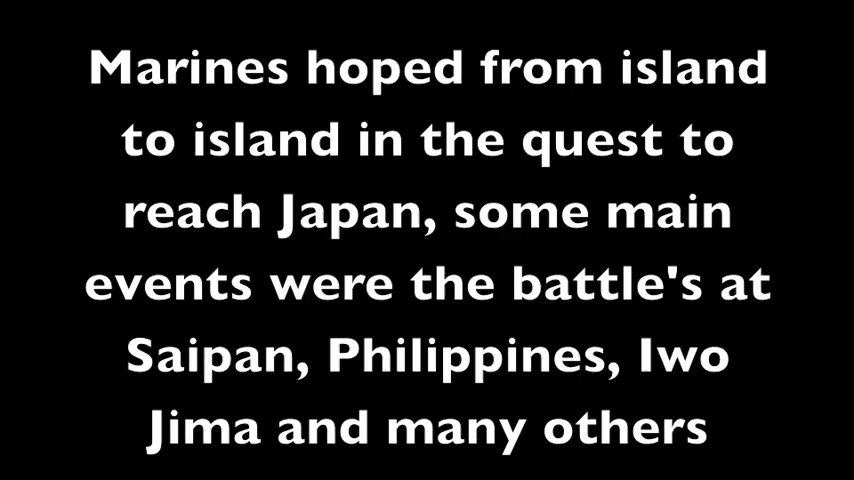 Marines hoped from island
to island in the quest to
reach Japan, some main
events were the battle's at
Saipan, Philippines, Iwo
Jima and many others